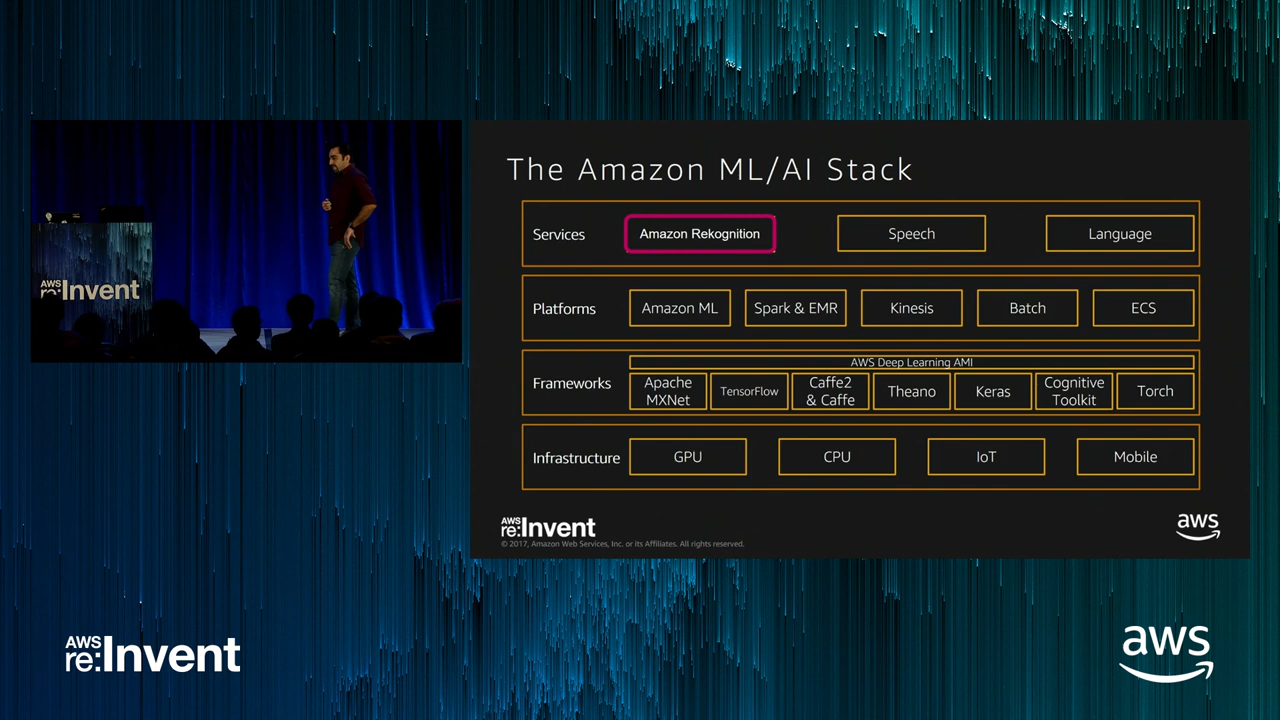 The Amazon ML/AI Stack
Services
Amazon Rekognition
Speech
Language
Platforms
Amazon ML
Spark & EMR
Kinesis
Batch
ECS
Frameworks
AWS Deep Learning AMI
Apache
MXNet
TensorFlow
Caffe2
& Caffe
Theano
Keras
Cognitive
Toolkit
Torch
Infrastructure
GPU
CPU
IoT
Mobile
AWS
re:Invent
© 2017, Amazon Web Services, Inc. or its Affiliates. All rights reserved.
aws
AWS
re:Invent
AWS
re:Invent
aws